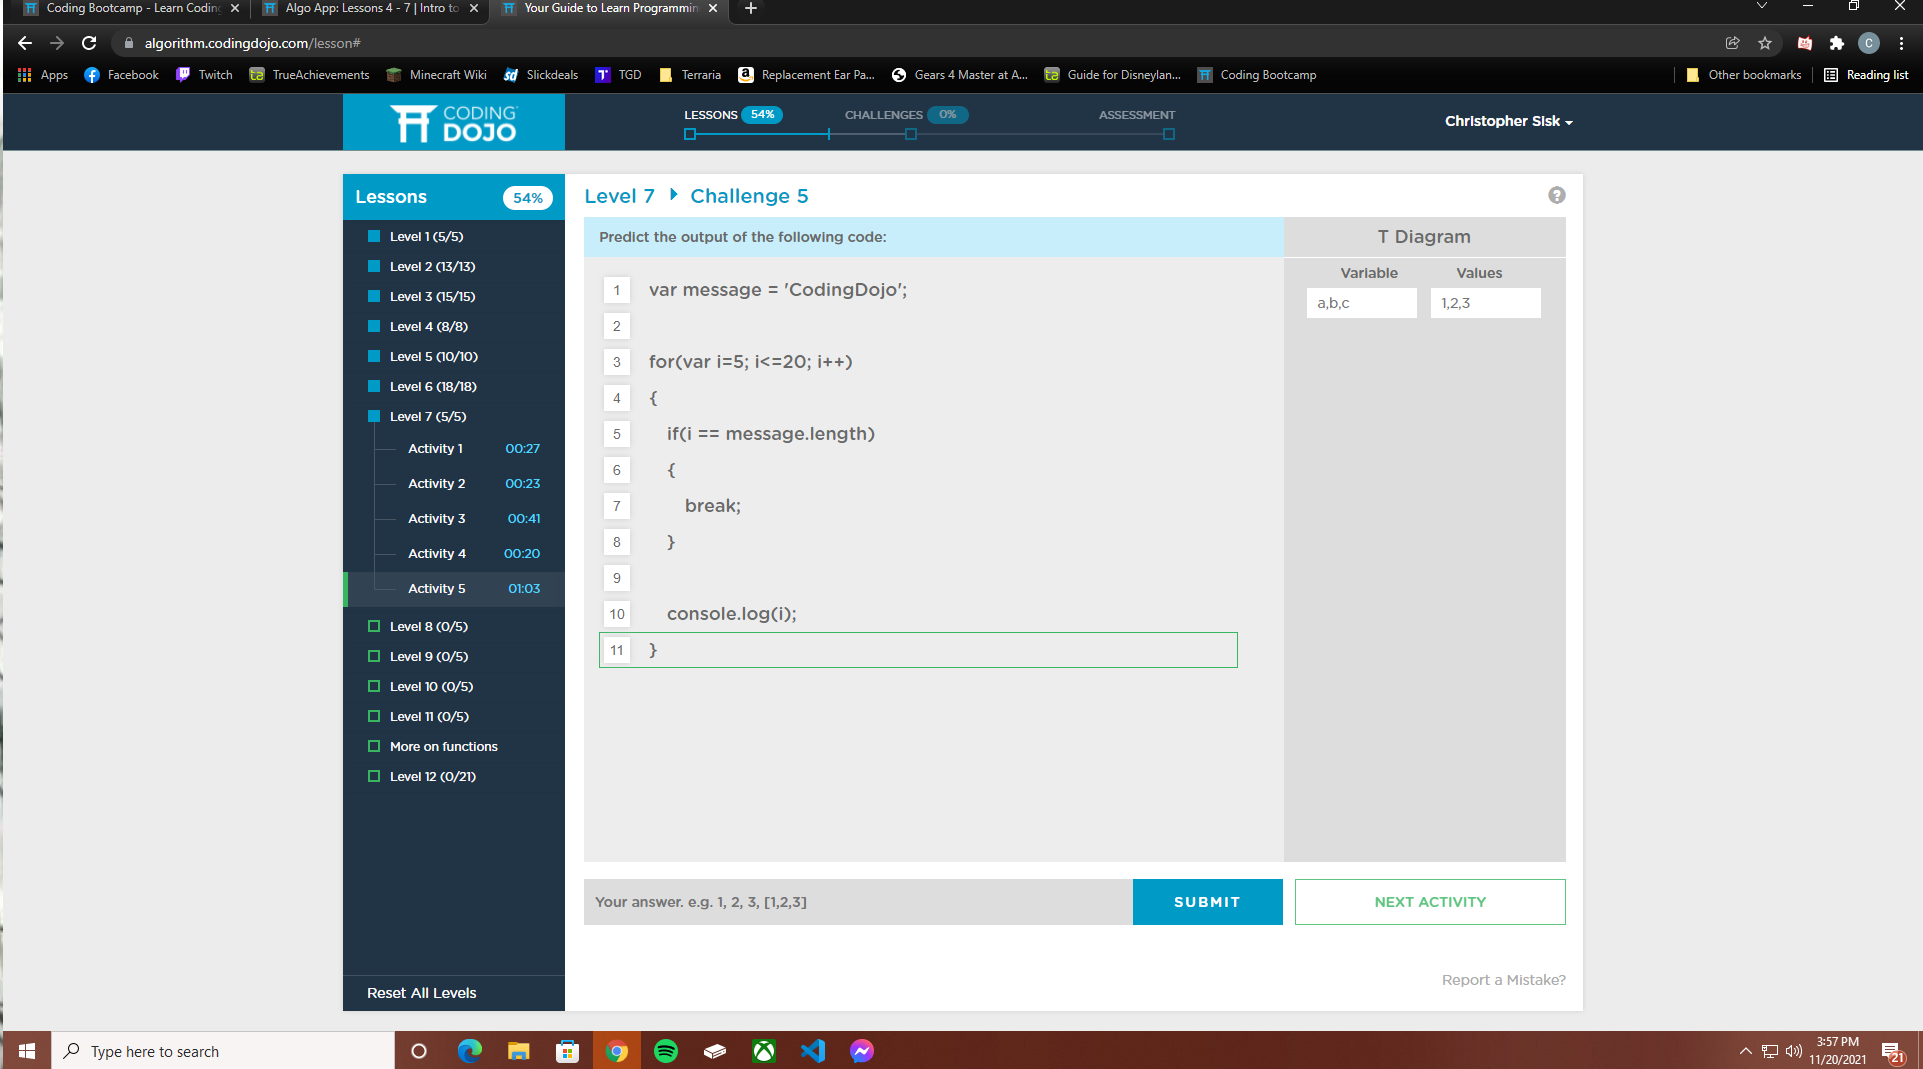 Coding Bootcamp - Learn Coding
Algo App: Lessons 4 - 7 | Intro to
Your Guide to Learn Programmin
algorithm.codingdojo.com/lesson#
C
Apps
Facebook
Twitch
TrueAchievements
Minecraft Wiki
Slickdeals
TGD
Terraria
Replacement Ear Pa...
Gears 4 Master at A...
Guide for Disneylan...
Coding Bootcamp
Other bookmarks
Reading list
CODING
DOJO
LESSONS 54%
CHALLENGES 0%
ASSESSMENT
Christopher Sisk
Lessons 54%
Level 1 (5/5)
Level 2 (13/13)
Level 3 (15/15)
Level 4 (8/8)
Level 5 (10/10)
Level 6 (18/18)
Level 7 (5/5)
Activity 1 00:27
Activity 2 00:23
Activity 3 00:41
Activity 4 00:20
Activity 5 01:03
Level 8 (0/5)
Level 9 (0/5)
Level 10 (0/5)
Level 11 (0/5)
More on functions
Level 12 (0/21)
Reset All Levels
Level 7 Challenge 5
?
Predict the output of the following code:
1 var message = 'CodingDojo';
2
3 for(var i=5; i<=20; i++)
4 {
5 if(i == message.length)
6 {
7 break;
8 }
9
10 console.log(i);
11 }
T Diagram
Variable Values
a,b,c 1,2,3
Your answer. e.g. 1, 2, 3, [1,2,3]
SUBMIT
NEXT ACTIVITY
Report a Mistake?
Type here to search
3:57 PM
11/20/2021
21